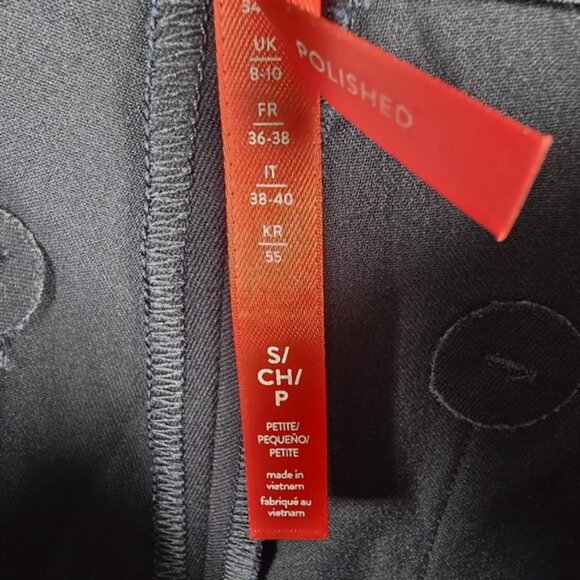 34
UK
8-10
FR
36-38
IT
38-40
KR
55
S/
CH/
P
PETITE/
PEQUEÑO/
PETITE
made in
vietnam
fabriqué au
vietnam
POLISHED